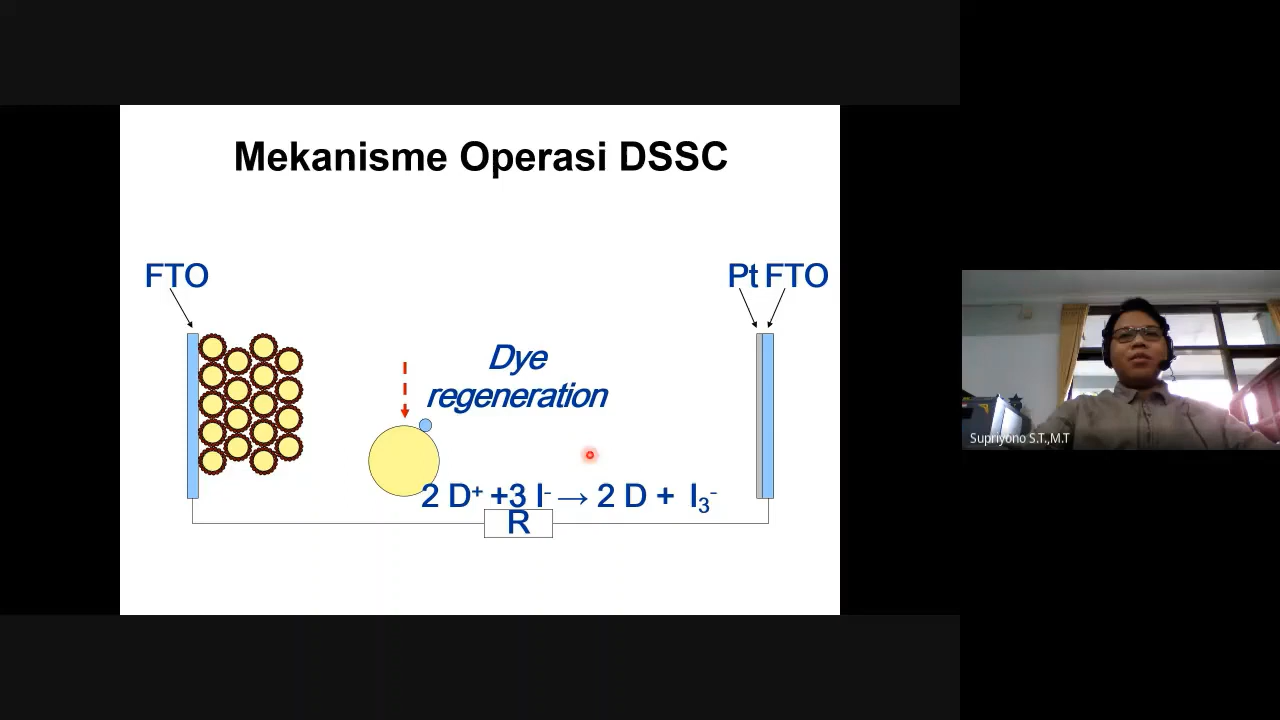 Mekanisme Operasi DSSC
FTO
Pt FTO
Dye
regeneration
2 D⁺ +3 I⁻ → 2 D + I₃⁻
R
Supriyono S.T.,M.T